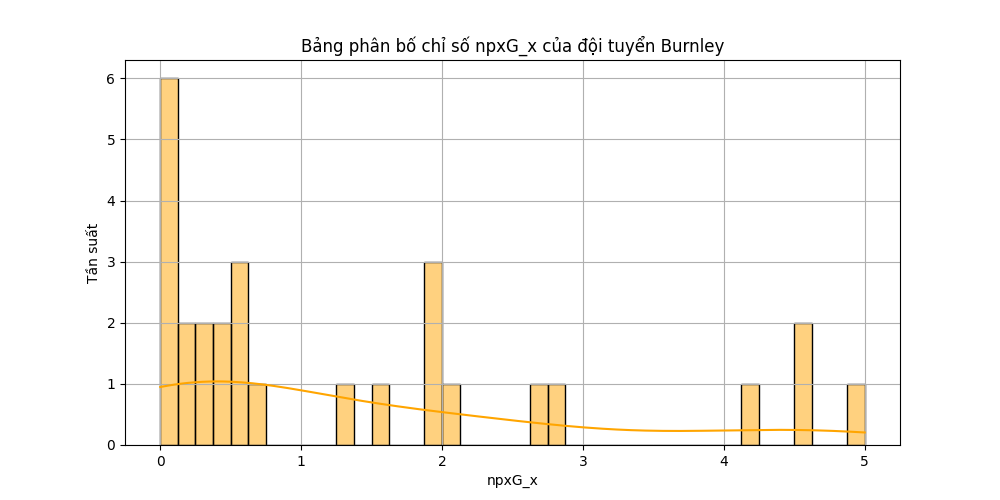 Bảng phân bố chỉ số npxG_x của đội tuyển Burnley
6
5
4
3
2
1
0
Tần suất
0 1 2 3 4 5
npxG_x